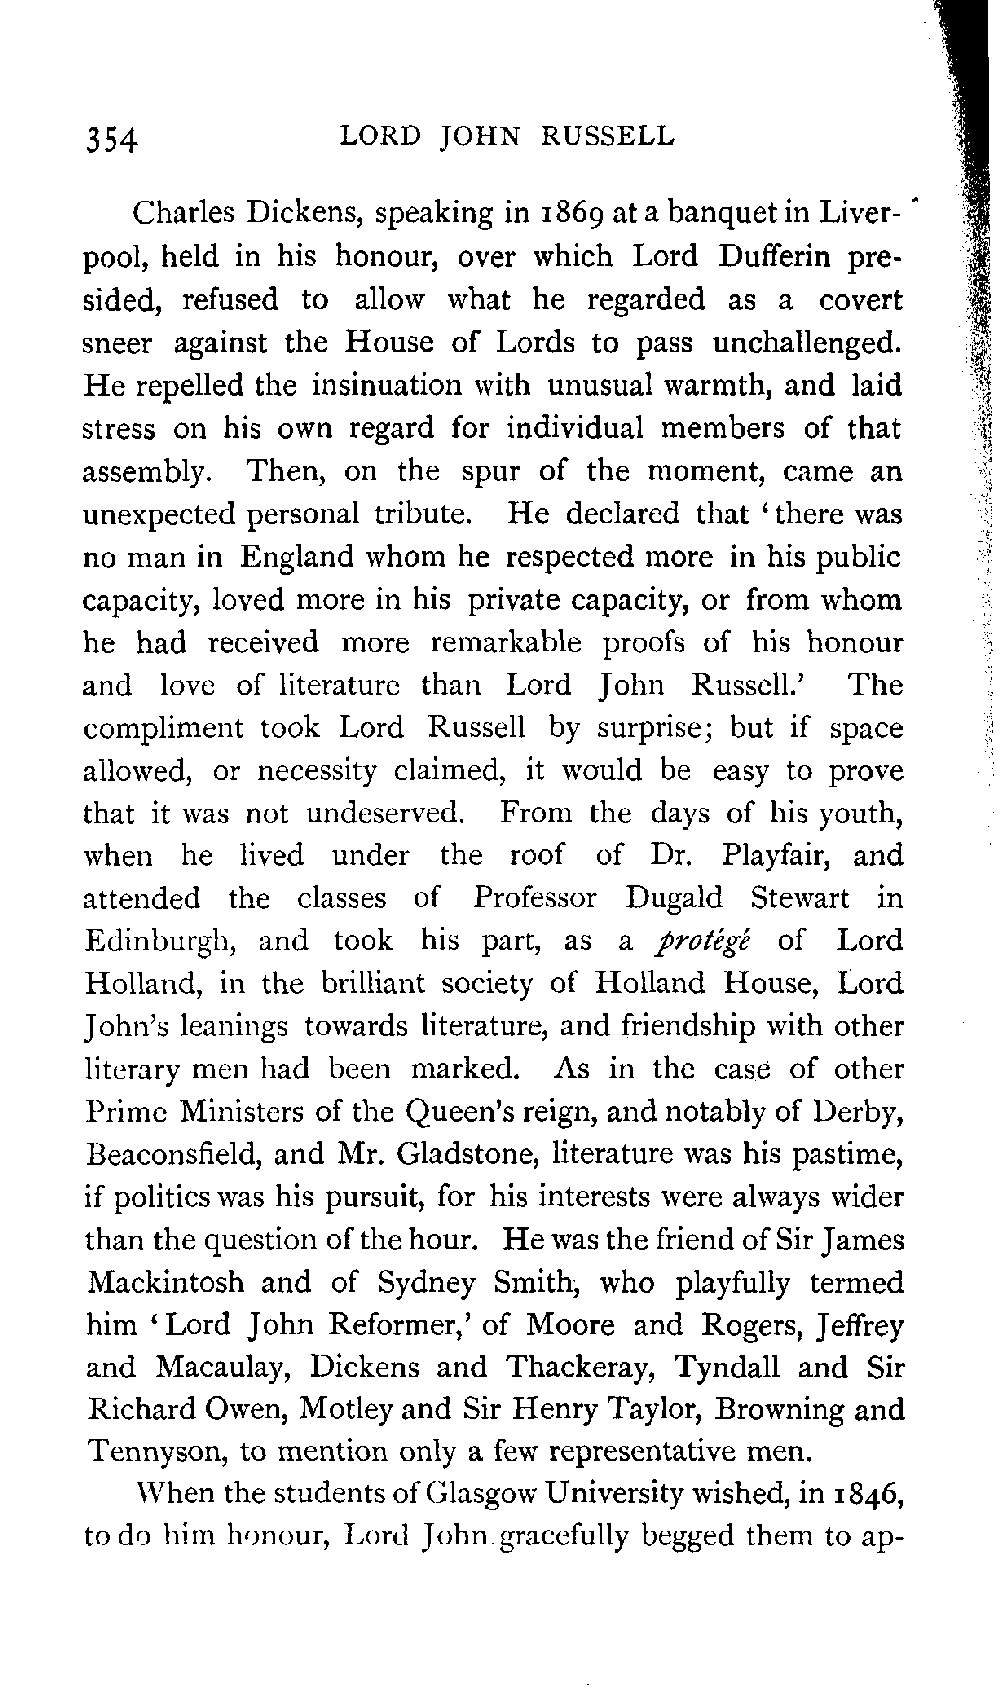 354 LORD JOHN RUSSELL
Charles Dickens, speaking in 1869 at a banquet in Liver-
pool, held in his honour, over which Lord Dufferin pre-
sided, refused to allow what he regarded as a covert
sneer against the House of Lords to pass unchallenged.
He repelled the insinuation with unusual warmth, and laid
stress on his own regard for individual members of that
assembly. Then, on the spur of the moment, came an
unexpected personal tribute. He declared that ‘there was
no man in England whom he respected more in his public
capacity, loved more in his private capacity, or from whom
he had received more remarkable proofs of his honour
and love of literature than Lord John Russell.’ The
compliment took Lord Russell by surprise; but if space
allowed, or necessity claimed, it would be easy to prove
that it was not undeserved. From the days of his youth,
when he lived under the roof of Dr. Playfair, and
attended the classes of Professor Dugald Stewart in
Edinburgh, and took his part, as a protégé of Lord
Holland, in the brilliant society of Holland House, Lord
John’s leanings towards literature, and friendship with other
literary men had been marked. As in the case of other
Prime Ministers of the Queen’s reign, and notably of Derby,
Beaconsfield, and Mr. Gladstone, literature was his pastime,
if politics was his pursuit, for his interests were always wider
than the question of the hour. He was the friend of Sir James
Mackintosh and of Sydney Smith, who playfully termed
him ‘Lord John Reformer,’ of Moore and Rogers, Jeffrey
and Macaulay, Dickens and Thackeray, Tyndall and Sir
Richard Owen, Motley and Sir Henry Taylor, Browning and
Tennyson, to mention only a few representative men.
When the students of Glasgow University wished, in 1846,
to do him honour, Lord John gracefully begged them to ap-